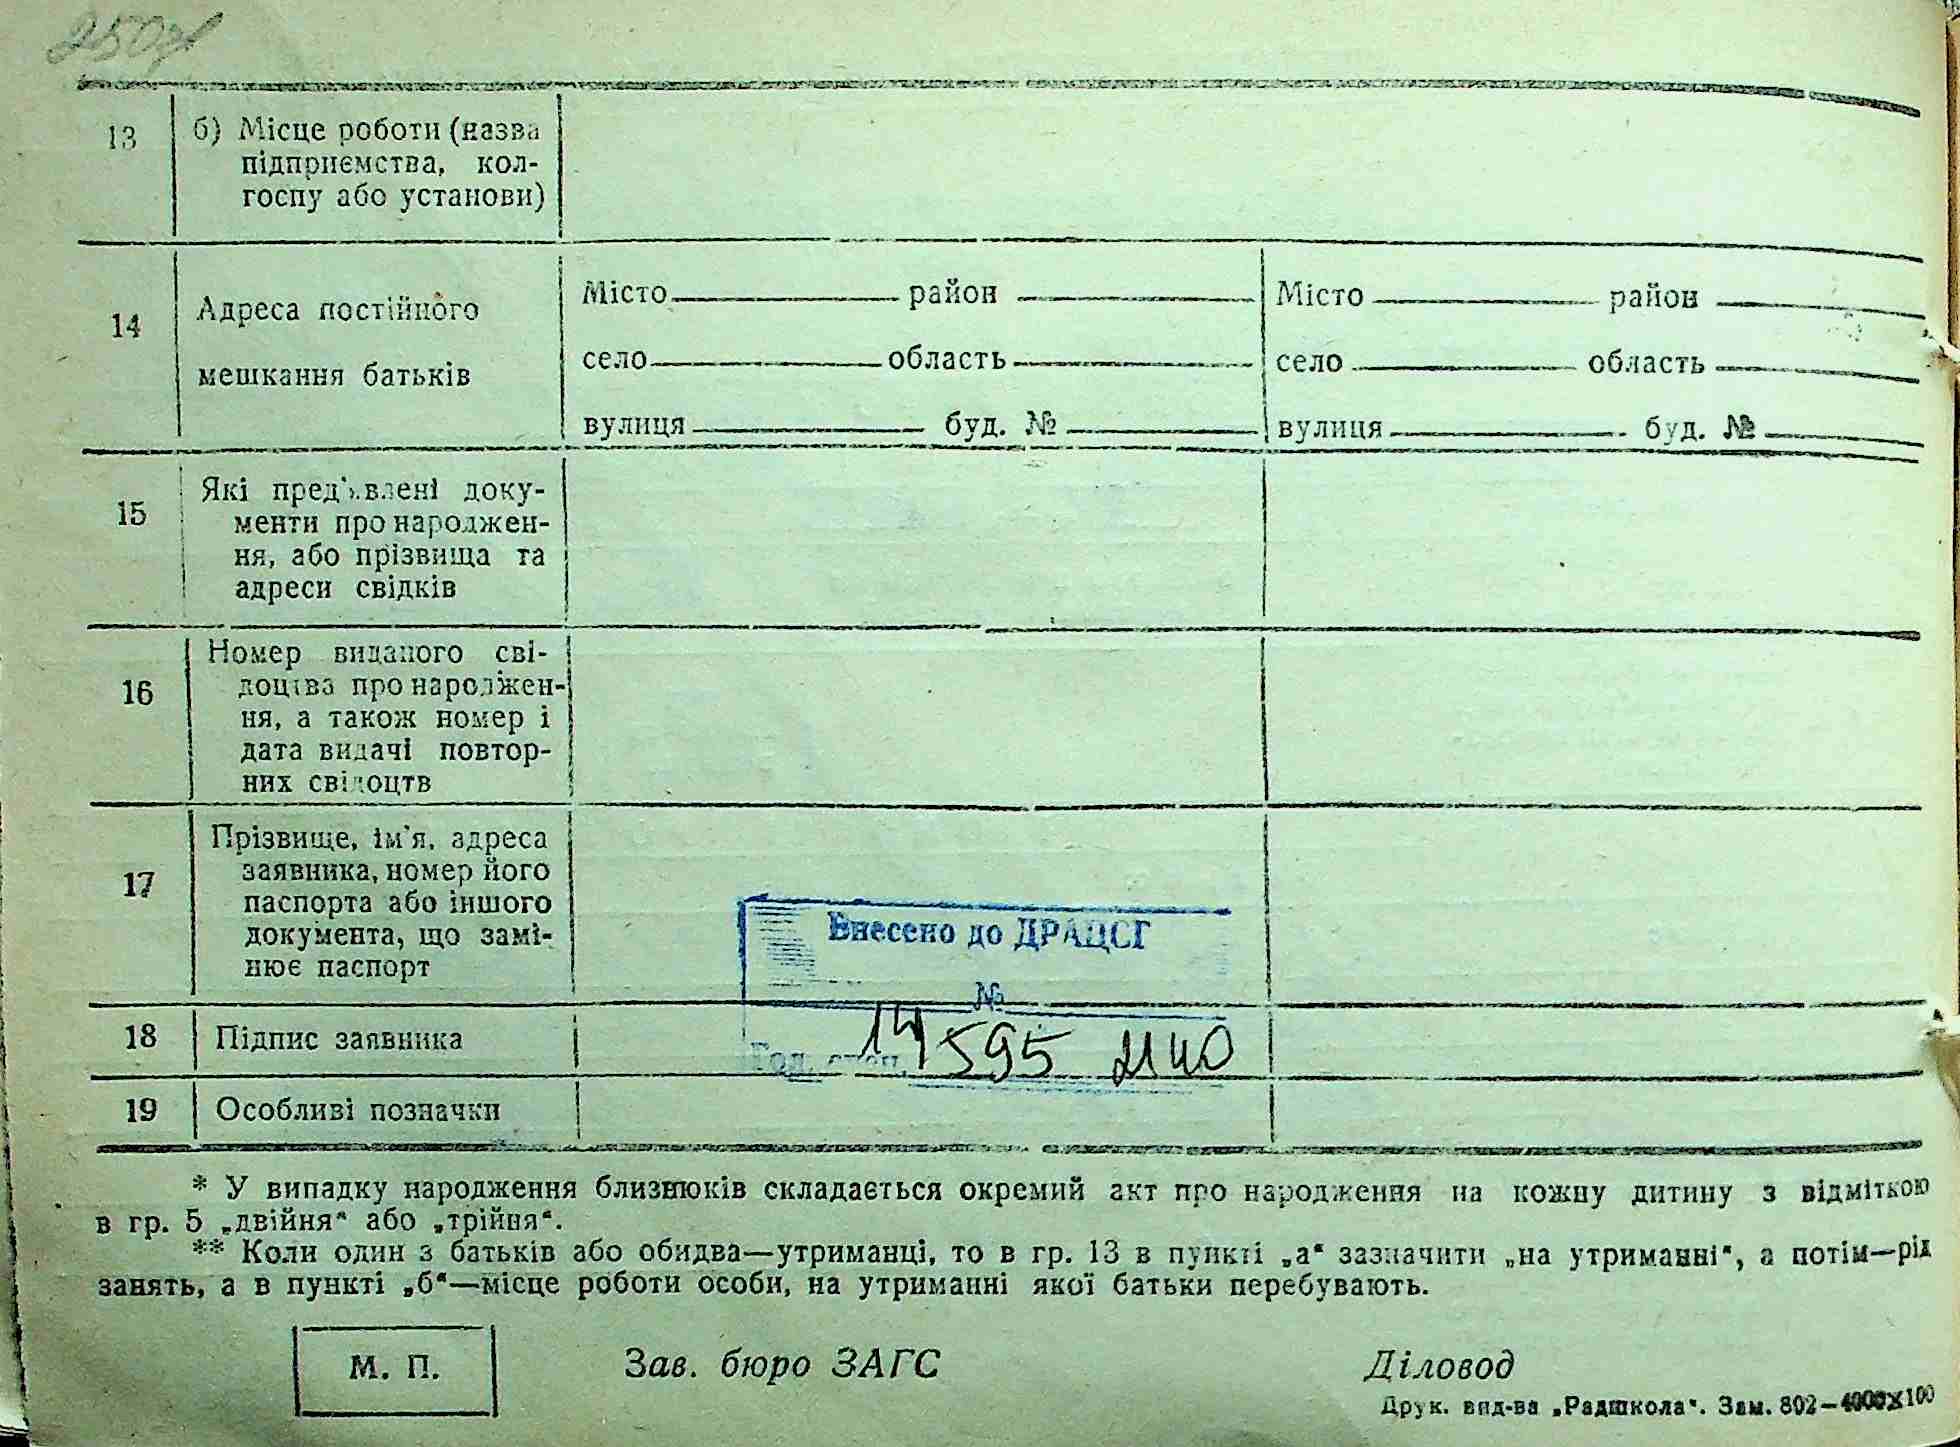 250
13 б) Місце роботи (назва
підприємства, кол-
госпу або установи)
14 Адреса постійного
мешкання батьків
Місто район
село область
вулиця буд. №
Місто район
село область
вулиця буд. №
15 Які пред'явлені доку-
менти про народжен-
ня, або прізвища та
адреси свідків
16 Номер виданого сві-
доцтва про народжен-
ня, а також номер і
дата видачі повтор-
них свідоцтв
17 Прізвище, ім'я, адреса
заявника, номер його
паспорта або іншого
документа, що замі-
нює паспорт
Внесено до ДРАЦСГ
№
14 595 2140
18 Підпис заявника
19 Особливі позначки
* У випадку народження близнюків складається окремий акт про народження на кожну дитину з відміткою
в гр. 5 „двійня“ або „трійня“.
** Коли один з батьків або обидва—утриманці, то в гр. 13 в пункті „а“ зазначити „на утриманні“, а потім—рід
занять, а в пункті „б“—місце роботи особи, на утриманні якої батьки перебувають.
М. П.
Зав. бюро ЗАГС
Діловод
Друк. вид-ва „Радшкола“. Зам. 802—4000X100